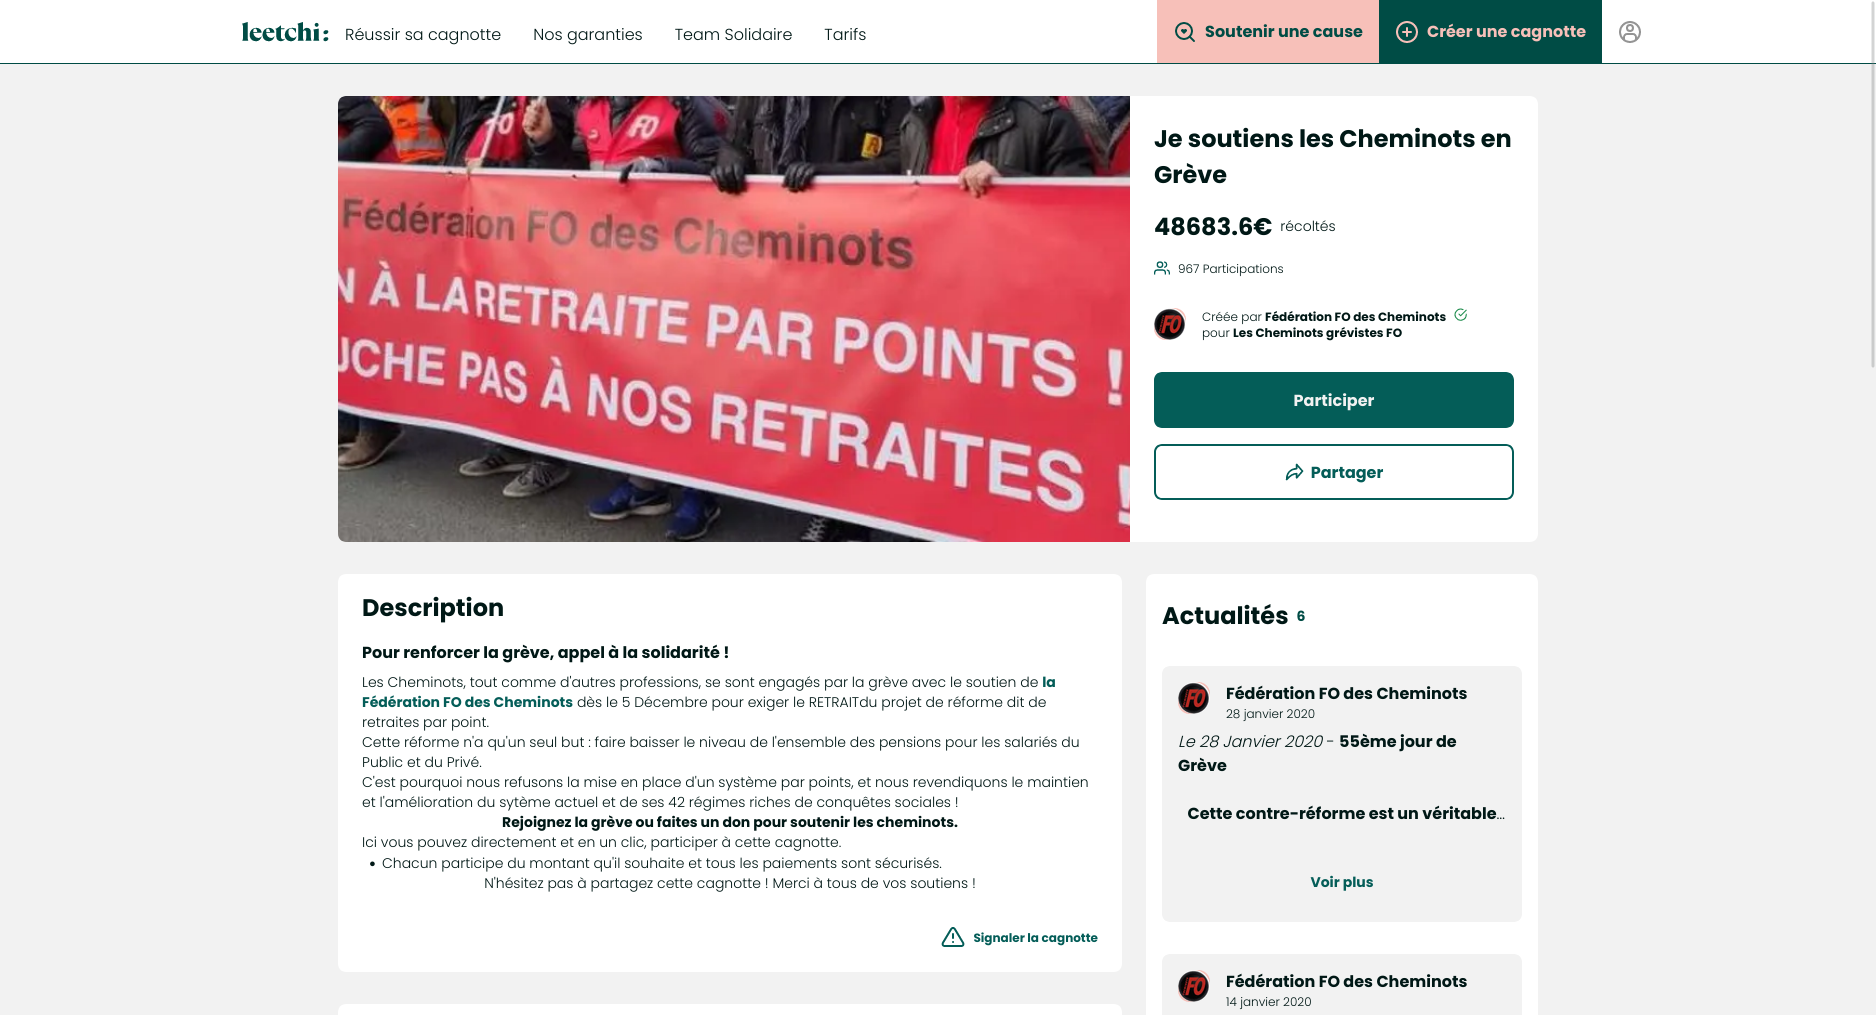 leetchi:
Réussir sa cagnotte
Nos garanties
Team Solidaire
Tarifs
Soutenir une cause
Créer une cagnotte
FO
FO
Fédéraion FO des Cheminots
N À LARETRAITE PAR POINTS !
UCHE PAS À NOS RETRAITES !
Je soutiens les Cheminots en
Grève
48683.6€ récoltés
967 Participations
FO
Créée par Fédération FO des Cheminots
pour Les Cheminots grévistes FO
Participer
Partager
Description
Pour renforcer la grève, appel à la solidarité !
Les Cheminots, tout comme d'autres professions, se sont engagés par la grève avec le soutien de la
Fédération FO des Cheminots dès le 5 Décembre pour exiger le RETRAITdu projet de réforme dit de
retraites par point.
Cette réforme n'a qu'un seul but : faire baisser le niveau de l'ensemble des pensions pour les salariés du
Public et du Privé.
C'est pourquoi nous refusons la mise en place d'un système par points, et nous revendiquons le maintien
et l'amélioration du sytème actuel et de ses 42 régimes riches de conquêtes sociales !
Rejoignez la grève ou faites un don pour soutenir les cheminots.
Ici vous pouvez directement et en un clic, participer à cette cagnotte.
• Chacun participe du montant qu'il souhaite et tous les paiements sont sécurisés.
N'hésitez pas à partagez cette cagnotte ! Merci à tous de vos soutiens !
Signaler la cagnotte
Actualités 6
FO
Fédération FO des Cheminots
28 janvier 2020
Le 28 Janvier 2020 - 55ème jour de
Grève
Cette contre-réforme est un véritable...
Voir plus
FO
Fédération FO des Cheminots
14 janvier 2020